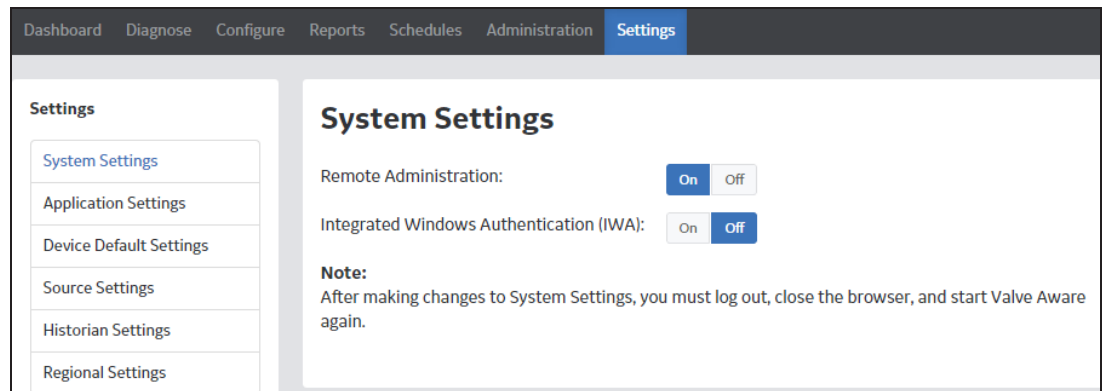 Dashboard Diagnose Configure Reports Schedules Administration Settings
Settings
System Settings
Application Settings
Device Default Settings
Source Settings
Historian Settings
Regional Settings
System Settings
Remote Administration: On Off
Integrated Windows Authentication (IWA): On Off
Note:
After making changes to System Settings, you must log out, close the browser, and start Valve Aware
again.